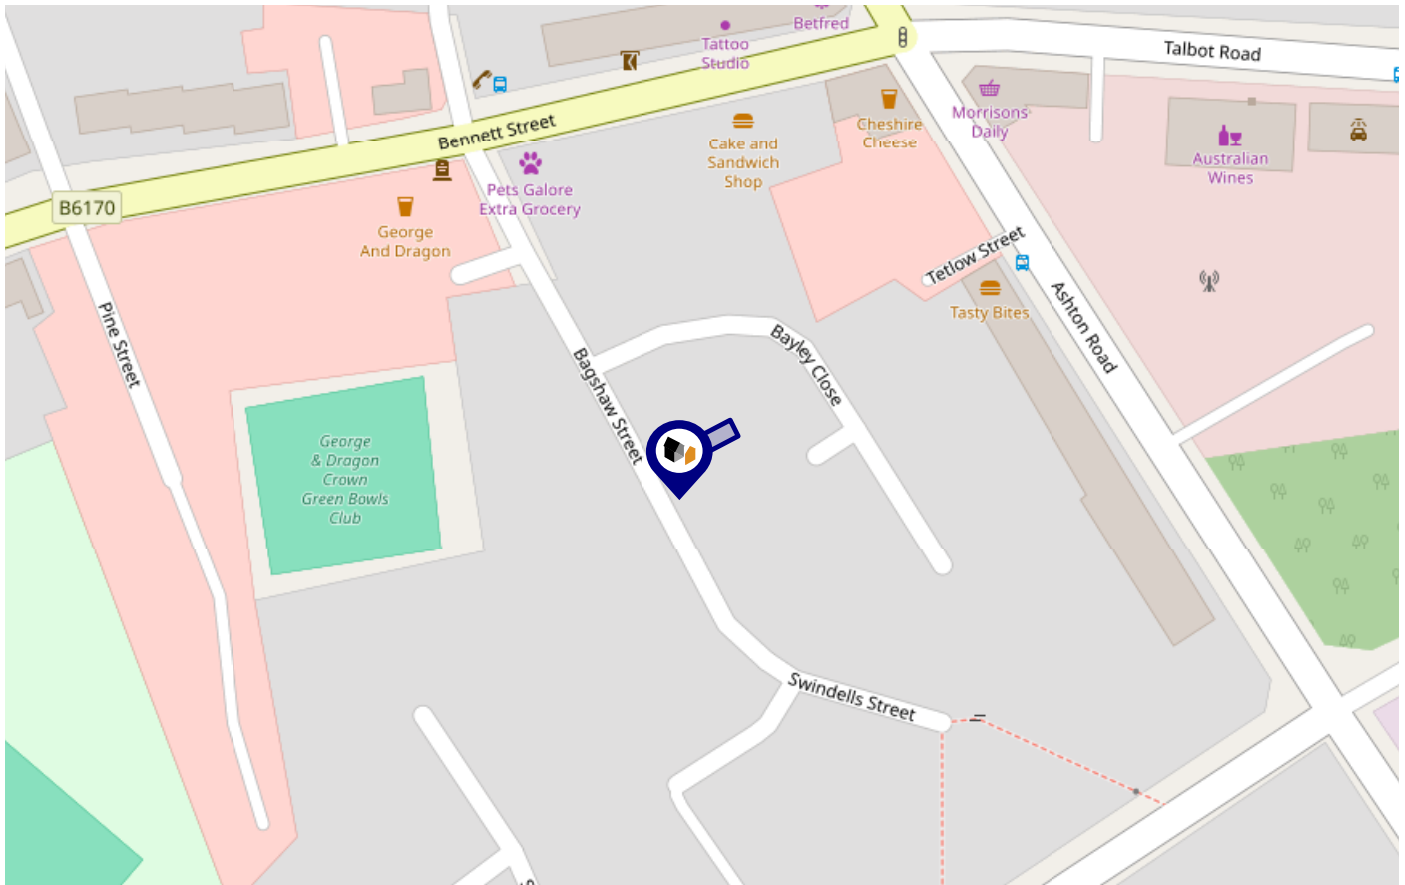 Betfred
Tattoo
Studio
Talbot Road
Bennett Street
Morrisons
Daily
Cheshire
Cheese
Cake and
Sandwich
Shop
Australian
Wines
Pets Galore
Extra Grocery
B6170
George
And Dragon
Tetlow Street
Tasty Bites
Ashton Road
Pine Street
Bagshaw Street
Bayley Close
George
& Dragon
Crown
Green Bowls
Club
Swindells Street